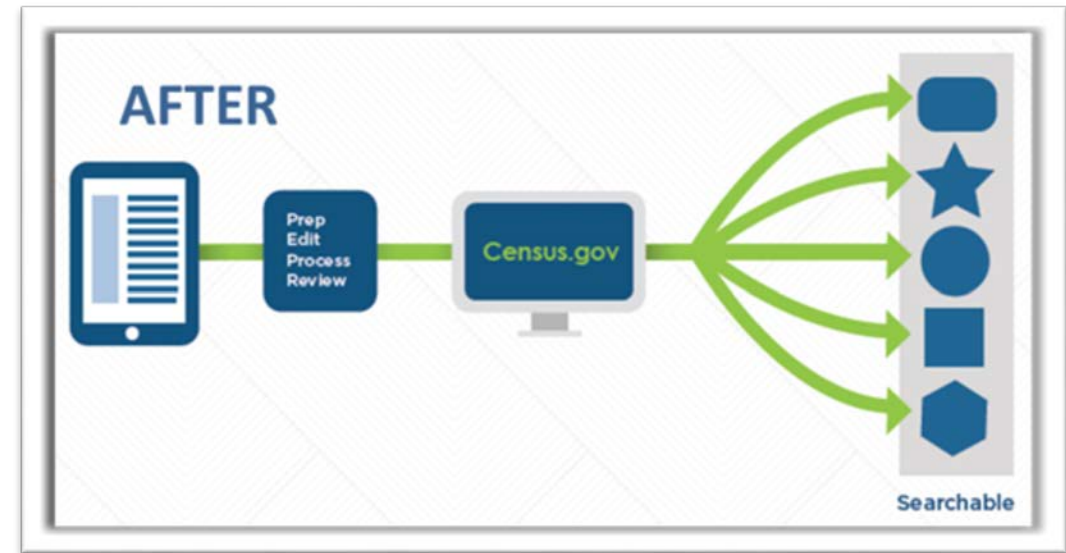 AFTER
Prep
Edit
Process
Review
Census.gov
Searchable